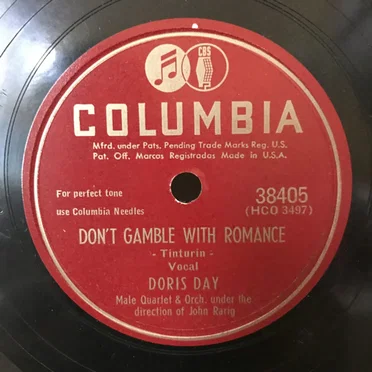 CBS
COLUMBIA
Mfrd. under Pats. Pending Trade Marks Reg. U.S.
Pat. Off. Marcas Registradas Made in U.S.A.
For perfect tone
use Columbia Needles
38405
(HCO 3497)
DON'T GAMBLE WITH ROMANCE
- Tinturin -
Vocal
DORIS DAY
Male Quartet & Orch. under the
direction of John Rarig